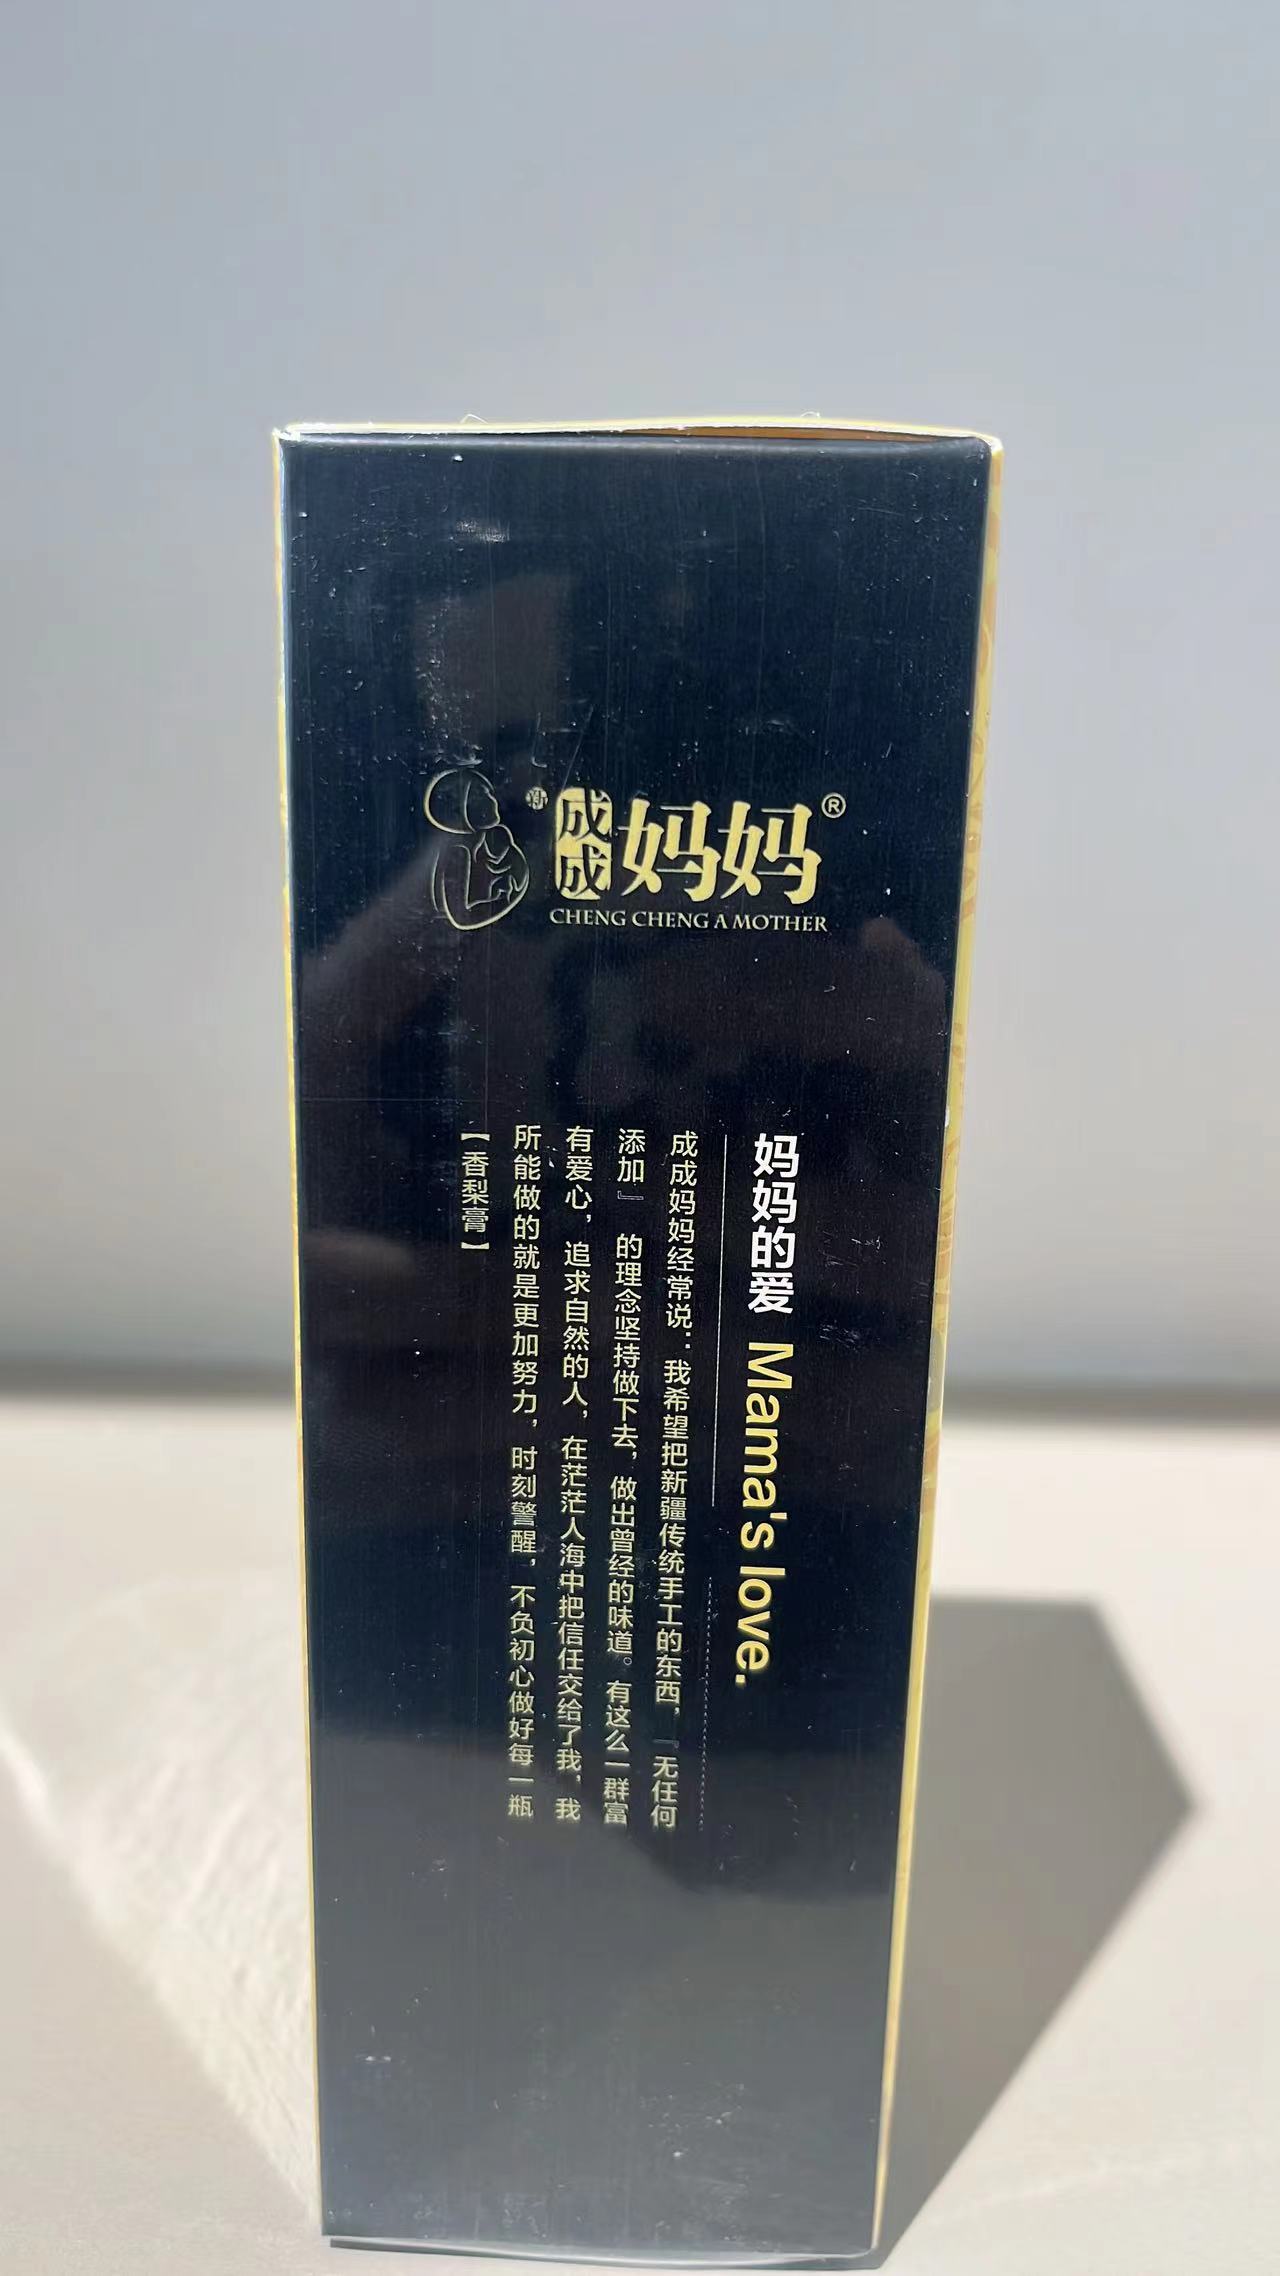 新
成成妈妈®
CHENG CHENG A MOTHER
妈妈的爱 Mama's love.
成成妈妈经常说：我希望把新疆传统手工的东西，『无任何
添加』 的理念坚持做下去，做出曾经的味道。有这么一群富
有爱心，追求自然的人，在茫茫人海中把信任交给了我，我
所能做的就是更加努力，时刻警醒，不负初心做好每一瓶
【香梨膏】